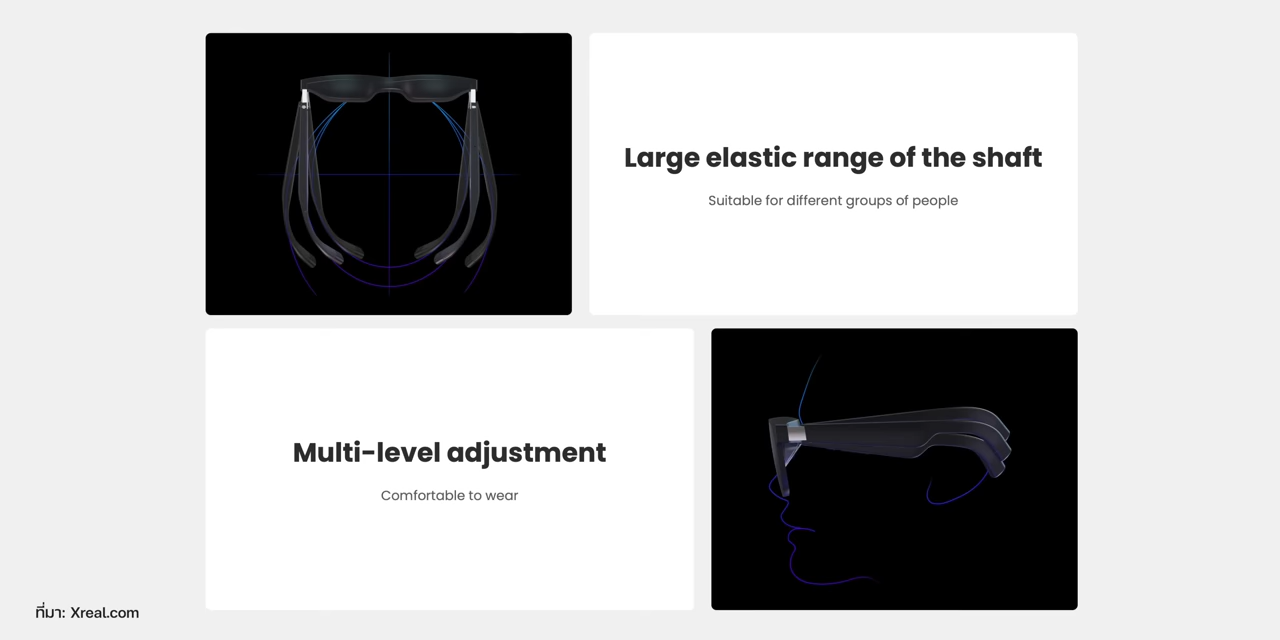 Large elastic range of the shaft
Suitable for different groups of people
Multi-level adjustment
Comfortable to wear
ที่มา: Xreal.com